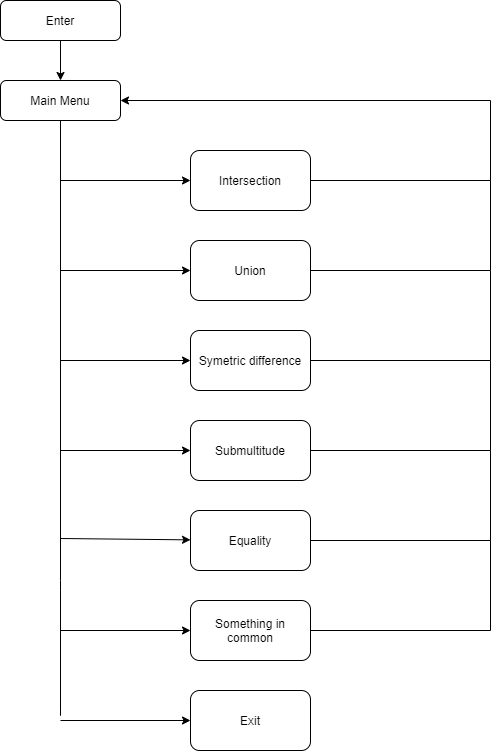 Enter
Main Menu
Intersection
Union
Symetric difference
Submultitude
Equality
Something in
common
Exit